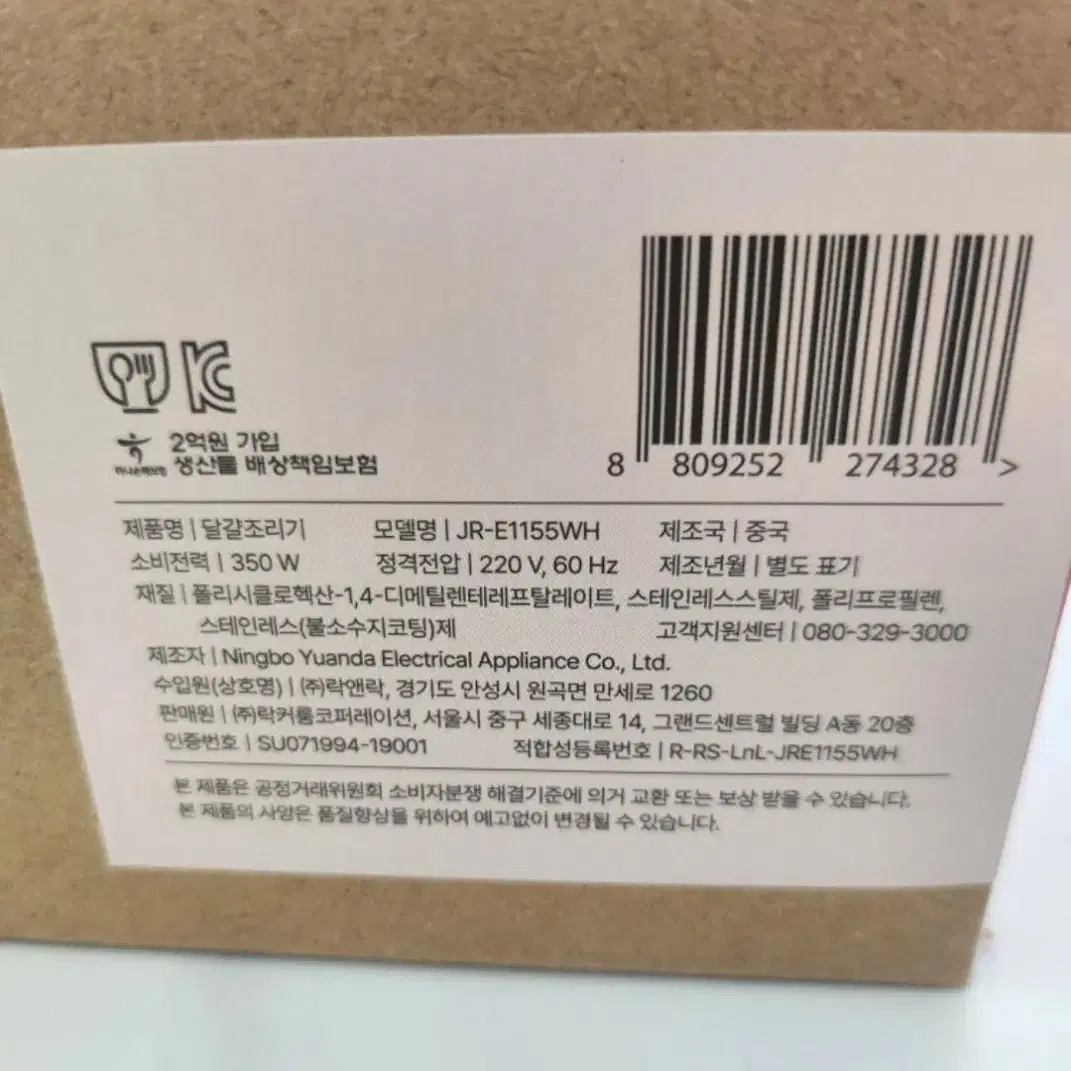 8 809252 274328 >
2억원 가입
생산물 배상책임보험
제품명 | 달걀조리기 모델명 | JR-E1155WH 제조국 | 중국
소비전력 | 350 W 정격전압 | 220 V, 60 Hz 제조년월 | 별도 표기
재질 | 폴리시클로헥산-1,4-디메틸렌테레프탈레이트, 스테인레스스틸제, 폴리프로필렌,
스테인레스(불소수지코팅)제 고객지원센터 | 080-329-3000
제조자 | Ningbo Yuanda Electrical Appliance Co., Ltd.
수입원(상호명) | (주)락앤락, 경기도 안성시 원곡면 만세로 1260
판매원 | (주)락커룸코퍼레이션, 서울시 중구 세종대로 14, 그랜드센트럴 빌딩 A동 20층
인증번호 | SU071994-19001 적합성등록번호 | R-RS-LnL-JRE1155WH
본 제품은 공정거래위원회 소비자분쟁 해결기준에 의거 교환 또는 보상 받을 수 있습니다.
본 제품의 사양은 품질향상을 위하여 예고없이 변경될 수 있습니다.